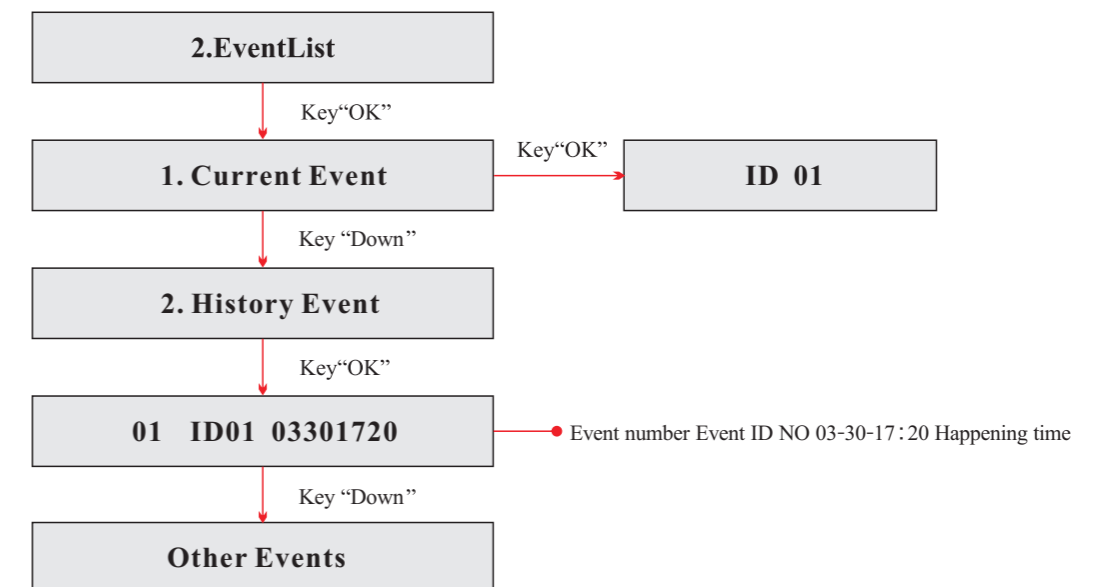 2.EventList
Key“OK”
1. Current Event
Key“OK”
ID 01
Key “Down”
2. History Event
Key“OK”
01 ID01 03301720
Event number Event ID NO 03-30-17:20 Happening time
Key “Down”
Other Events